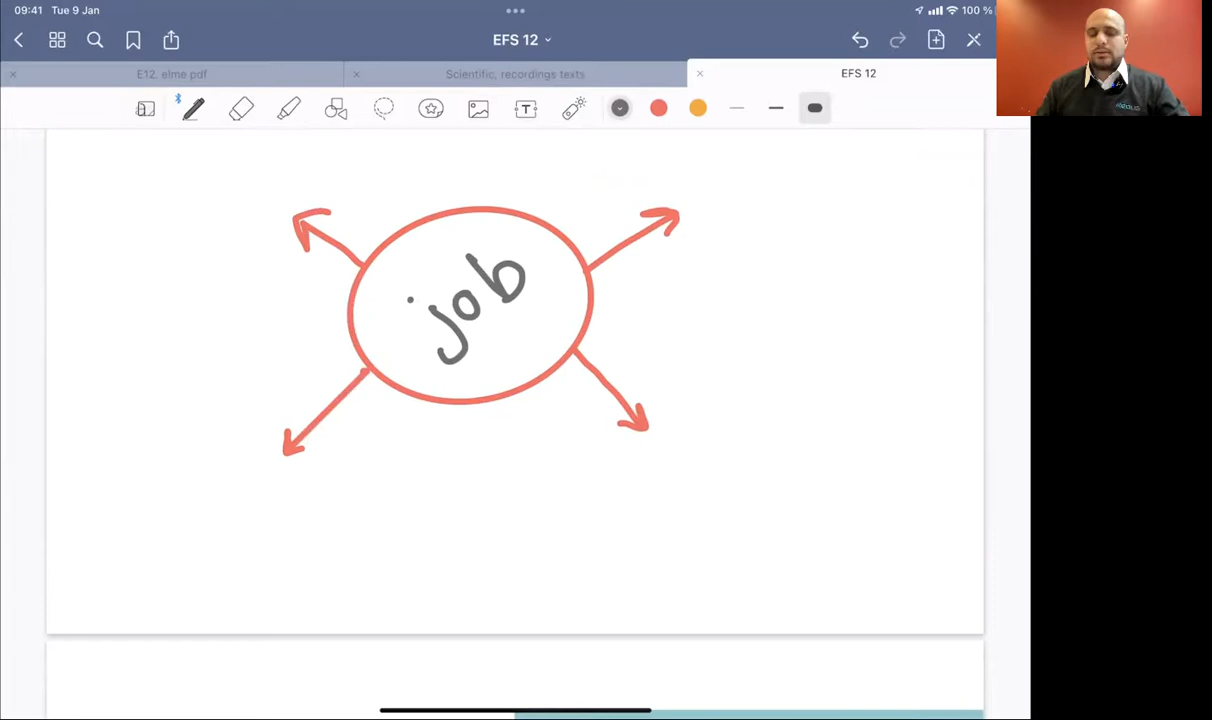 09:41 Tue 9 Jan
100 %
EFS 12
E12. elme pdf
Scientific, recordings texts
EFS 12
T
job